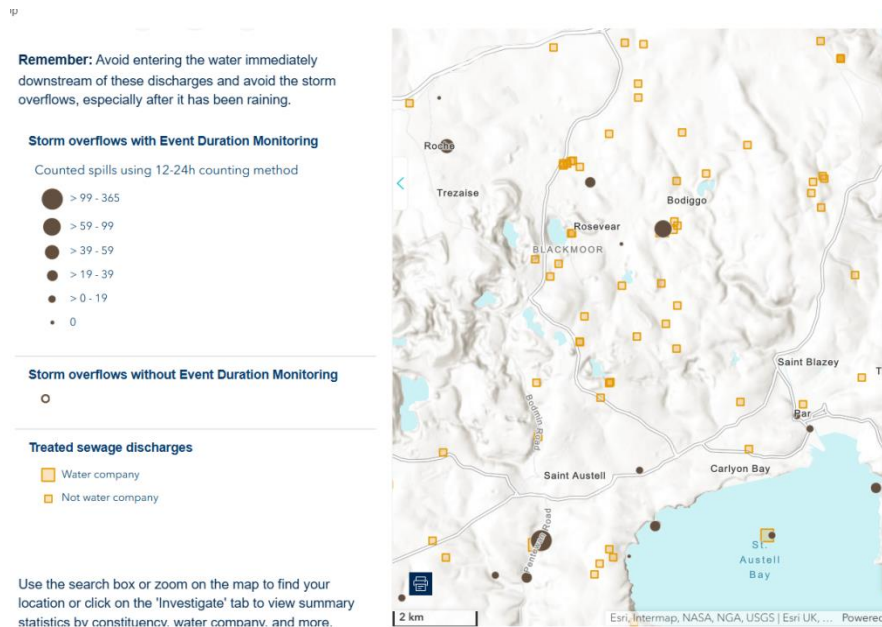 Remember: Avoid entering the water immediately
downstream of these discharges and avoid the storm
overflows, especially after it has been raining.
Storm overflows with Event Duration Monitoring
Counted spills using 12-24h counting method
> 99 - 365
> 59 - 99
> 39 - 59
> 19 - 39
> 0 - 19
0
Storm overflows without Event Duration Monitoring
Treated sewage discharges
Water company
Not water company
Use the search box or zoom on the map to find your
location or click on the 'Investigate' tab to view summary
statistics by constituency, water company, and more.
Roche
Trezaise
Bodiggo
Rosevear
BLACKMOOR
Saint Blazey
T
Par
Bodmin Road
Saint Austell
Carlyon Bay
Pentewan Road
St.
Austell
Bay
2 km
Esri, Intermap, NASA, NGA, USGS | Esri UK, ... Powered